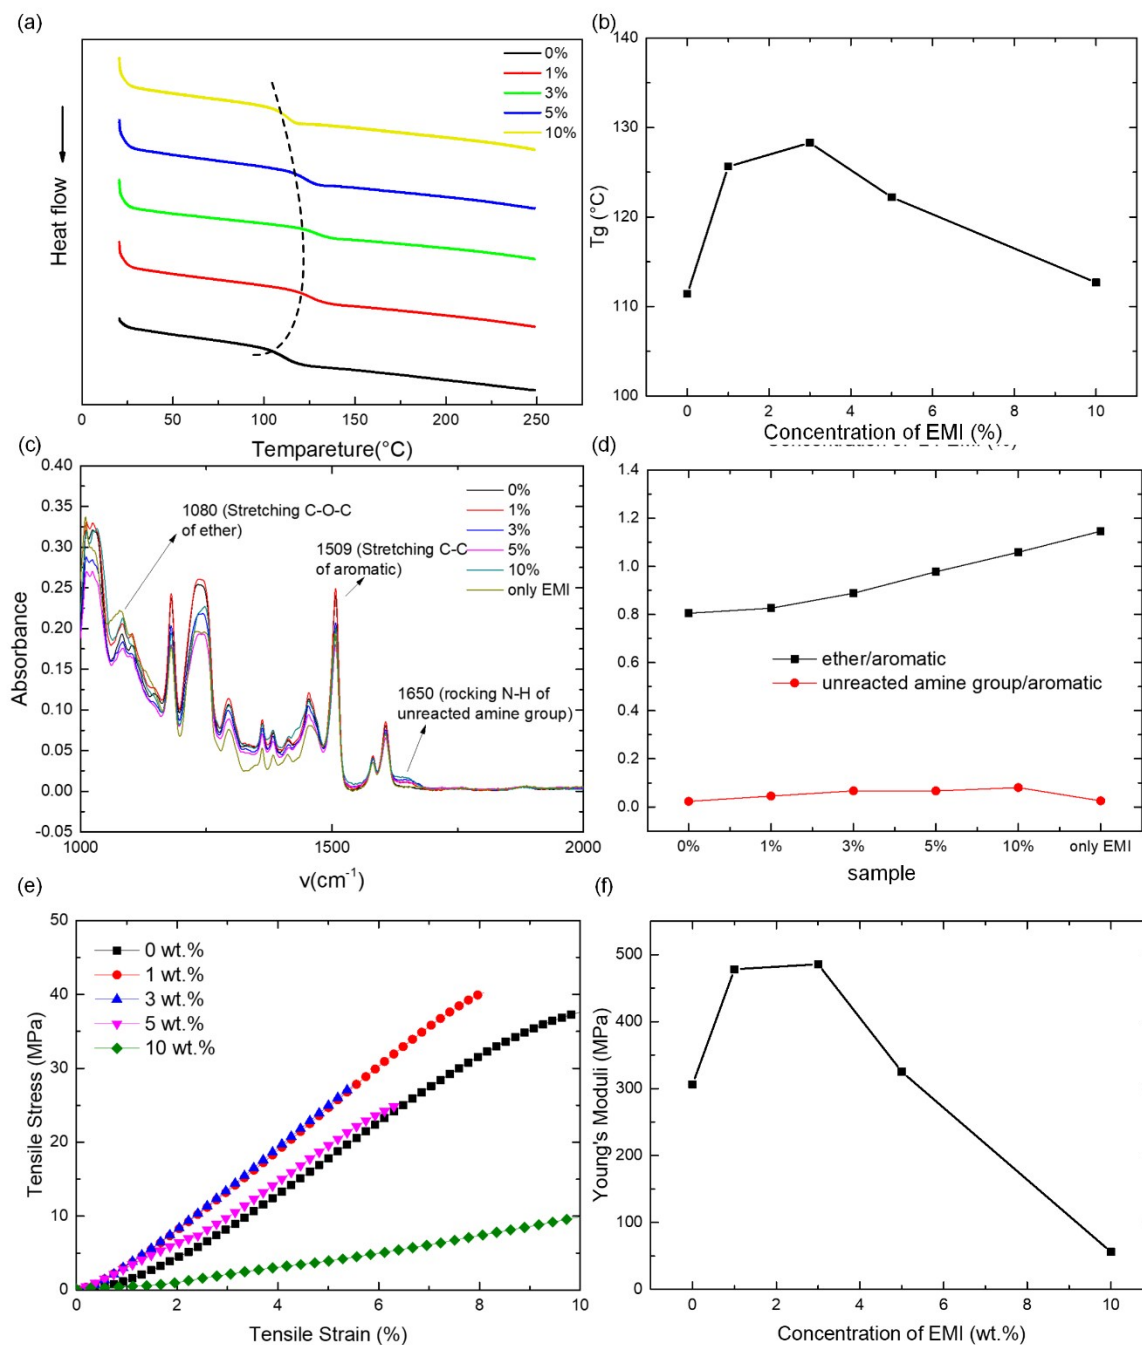 (a)
0%
1%
3%
5%
10%
Heat flow
0
50
100
150
200
250
Tempareture(°C)
(b)
140
130
120
110
100
Tg (°C)
0
2
4
6
8
10
Concentration of EMI (%)
(c)
0.40
0.35
0.30
0.25
0.20
0.15
0.10
0.05
0.00
-0.05
Absorbance
1080 (Stretching C-O-C
of ether)
1509 (Stretching C-C
of aromatic)
1650 (rocking N-H of
unreacted amine group)
0%
1%
3%
5%
10%
only EMI
1000
1500
2000
ν(cm⁻¹)
(d)
1.4
1.2
1.0
0.8
0.6
0.4
0.2
0.0
ether/aromatic
unreacted amine group/aromatic
0%
1%
3%
5%
10%
only EMI
sample
(e)
50
40
30
20
10
0
Tensile Stress (MPa)
0 wt.%
1 wt.%
3 wt.%
5 wt.%
10 wt.%
0
2
4
6
8
10
Tensile Strain (%)
(f)
500
400
300
200
100
0
Young's Moduli (MPa)
0
2
4
6
8
10
Concentration of EMI (wt.%)